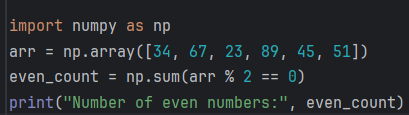 import numpy as np
arr = np.array([34, 67, 23, 89, 45, 51])
even_count = np.sum(arr % 2 == 0)
print("Number of even numbers:", even_count)